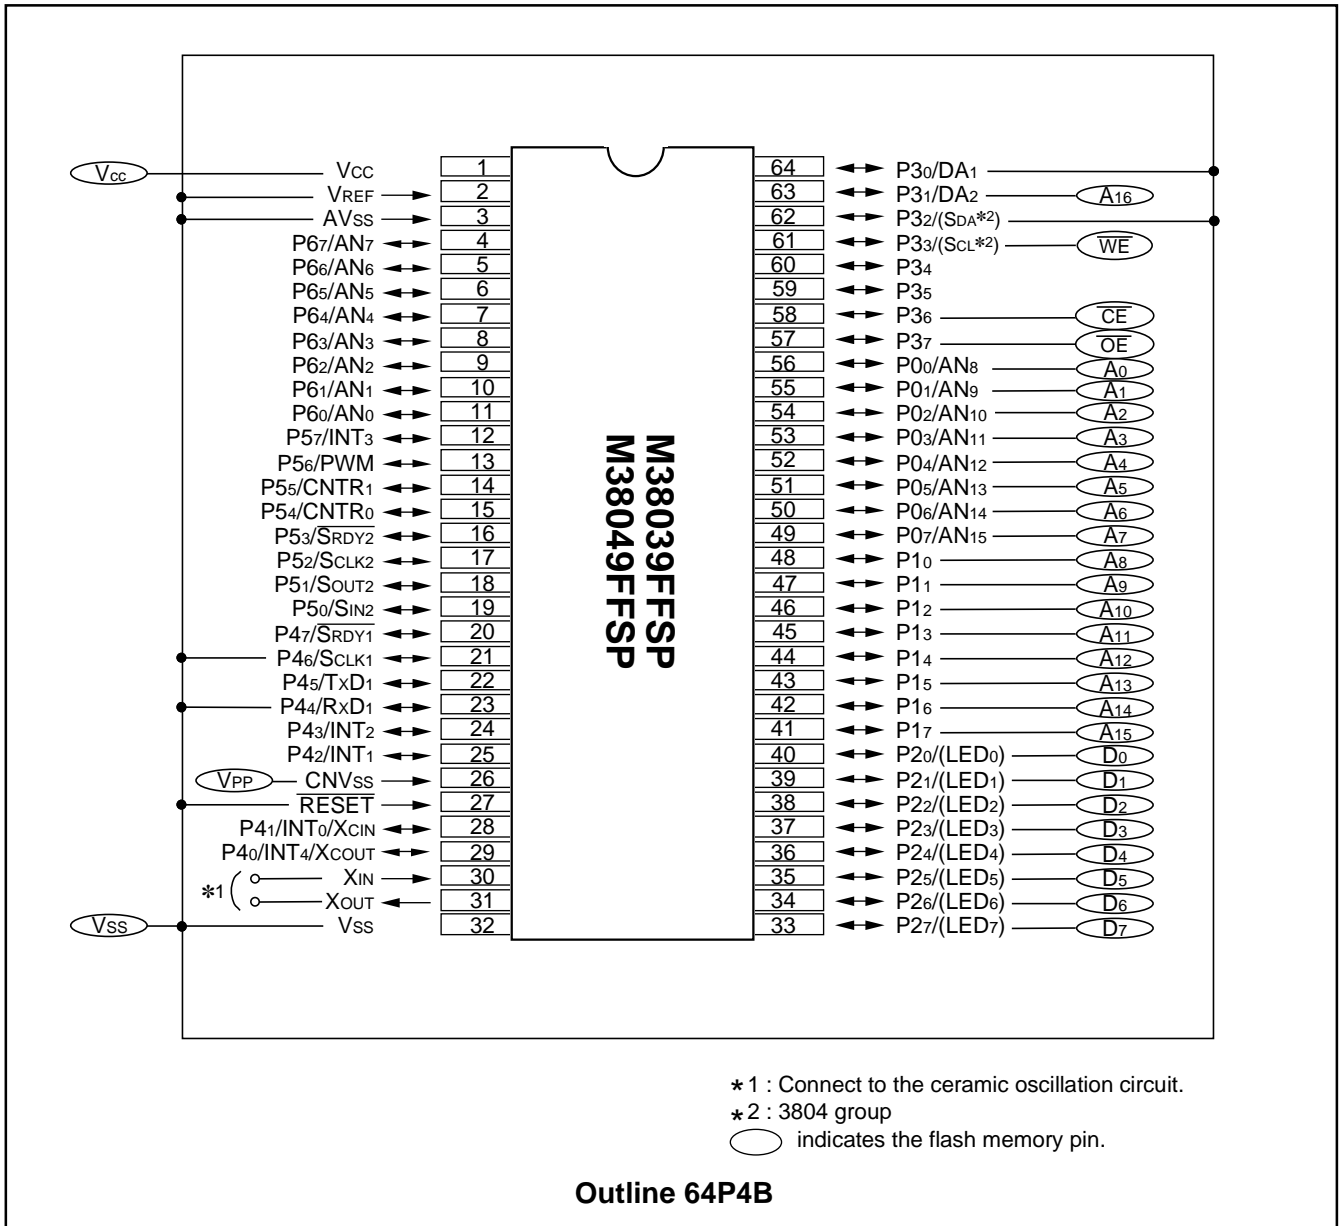 Vcc VCC 1 64 P30/DA1
VREF 2 63 P31/DA2 A16
AVSS 3 62 P32/(SDA*2)
P67/AN7 4 61 P33/(SCL*2) WE
P66/AN6 5 60 P34
P65/AN5 6 59 P35
P64/AN4 7 58 P36 CE
P63/AN3 8 57 P37 OE
P62/AN2 9 56 P00/AN8 A0
P61/AN1 10 55 P01/AN9 A1
P60/AN0 11 54 P02/AN10 A2
P57/INT3 12 53 P03/AN11 A3
P56/PWM 13 52 P04/AN12 A4
P55/CNTR1 14 51 P05/AN13 A5
P54/CNTR0 15 50 P06/AN14 A6
P53/SRDY2 16 49 P07/AN15 A7
P52/SCLK2 17 48 P10 A8
P51/SOUT2 18 47 P11 A9
P50/SIN2 19 46 P12 A10
P47/SRDY1 20 45 P13 A11
P46/SCLK1 21 44 P14 A12
P45/TXD1 22 43 P15 A13
P44/RXD1 23 42 P16 A14
P43/INT2 24 41 P17 A15
P42/INT1 25 40 P20/(LED0) D0
VPP CNVSS 26 39 P21/(LED1) D1
RESET 27 38 P22/(LED2) D2
P41/INT0/XCIN 28 37 P23/(LED3) D3
P40/INT4/XCOUT 29 36 P24/(LED4) D4
*1 XIN 30 35 P25/(LED5) D5
XOUT 31 34 P26/(LED6) D6
VSS VSS 32 33 P27/(LED7) D7
M38039FFSP
M38049FFSP
*1 : Connect to the ceramic oscillation circuit.
*2 : 3804 group
indicates the flash memory pin.
Outline 64P4B